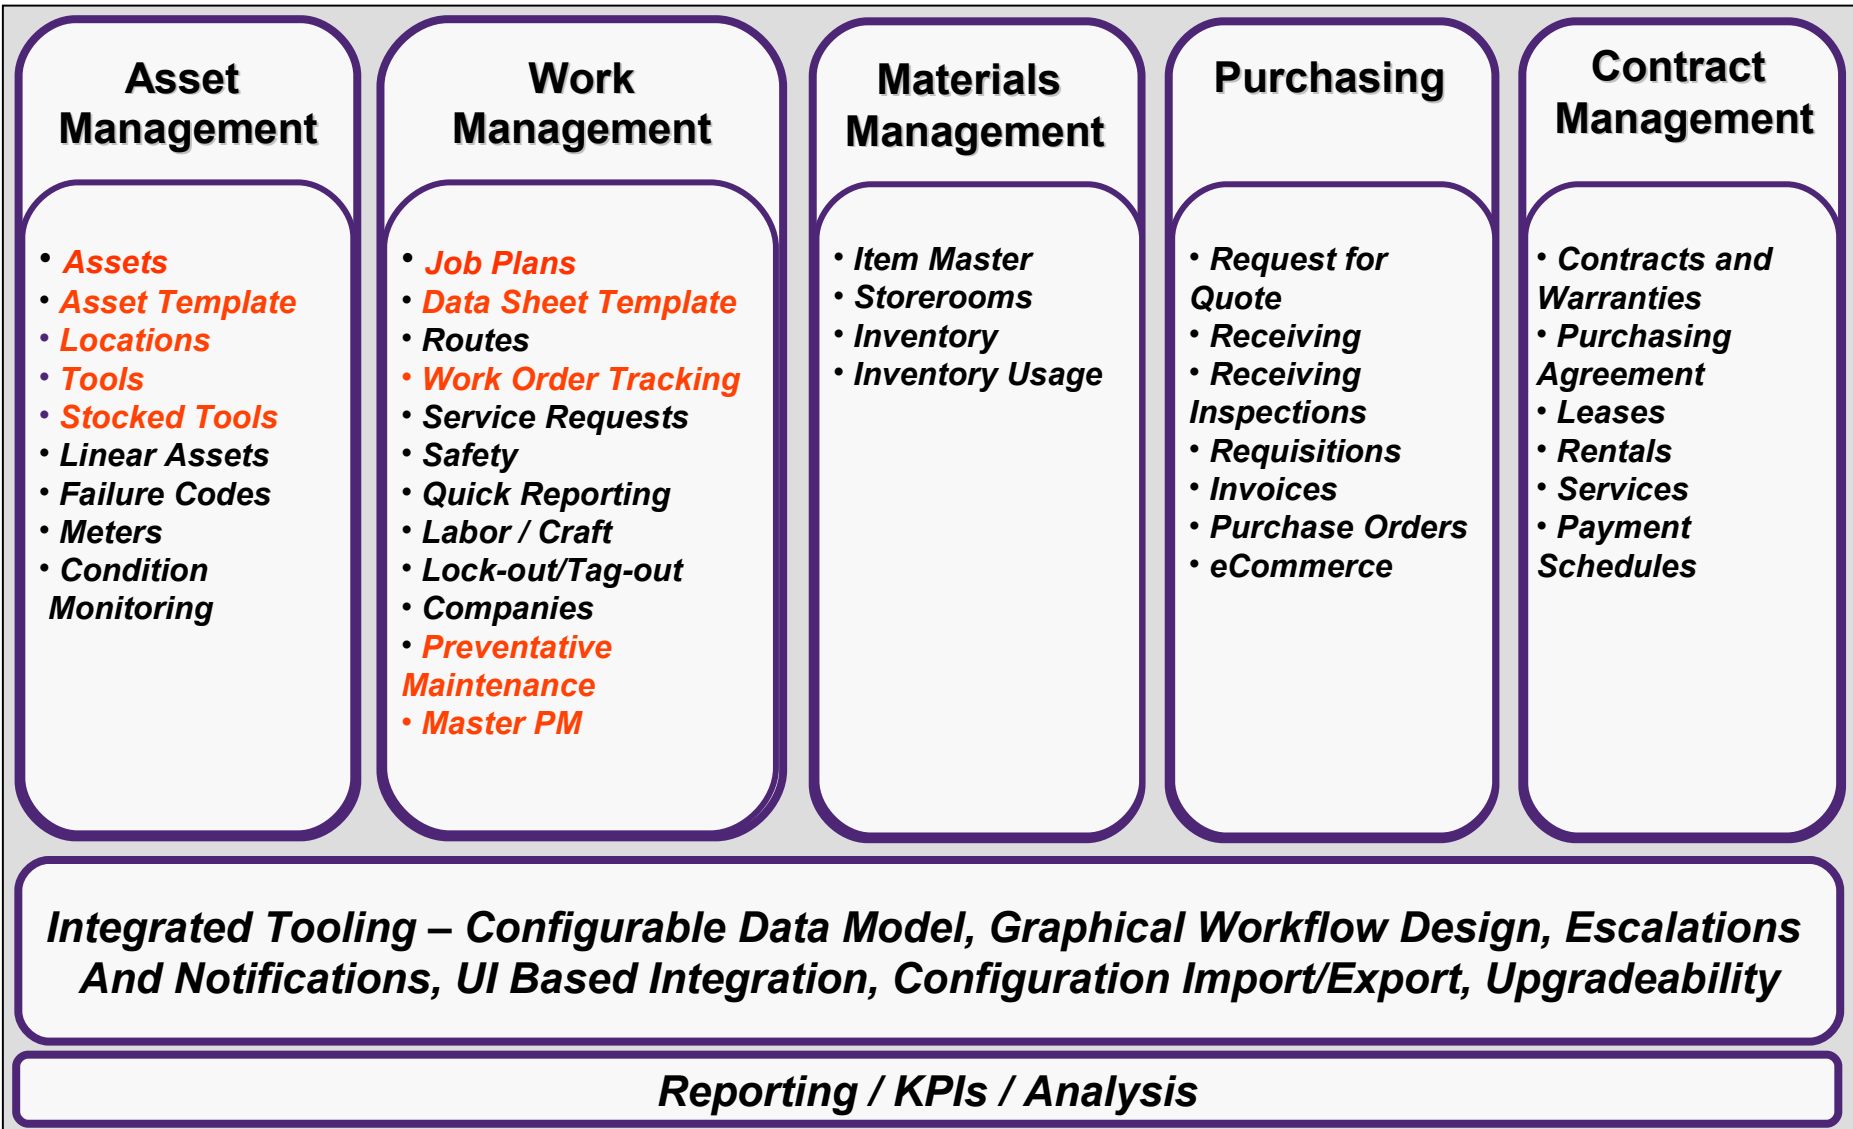 Asset
Management
• Assets
• Asset Template
• Locations
• Tools
• Stocked Tools
• Linear Assets
• Failure Codes
• Meters
• Condition
Monitoring
Work
Management
• Job Plans
• Data Sheet Template
• Routes
• Work Order Tracking
• Service Requests
• Safety
• Quick Reporting
• Labor / Craft
• Lock-out/Tag-out
• Companies
• Preventative
Maintenance
• Master PM
Materials
Management
• Item Master
• Storerooms
• Inventory
• Inventory Usage
Purchasing
• Request for
Quote
• Receiving
• Receiving
Inspections
• Requisitions
• Invoices
• Purchase Orders
• eCommerce
Contract
Management
• Contracts and
Warranties
• Purchasing
Agreement
• Leases
• Rentals
• Services
• Payment
Schedules
Integrated Tooling – Configurable Data Model, Graphical Workflow Design, Escalations
And Notifications, UI Based Integration, Configuration Import/Export, Upgradeability
Reporting / KPIs / Analysis